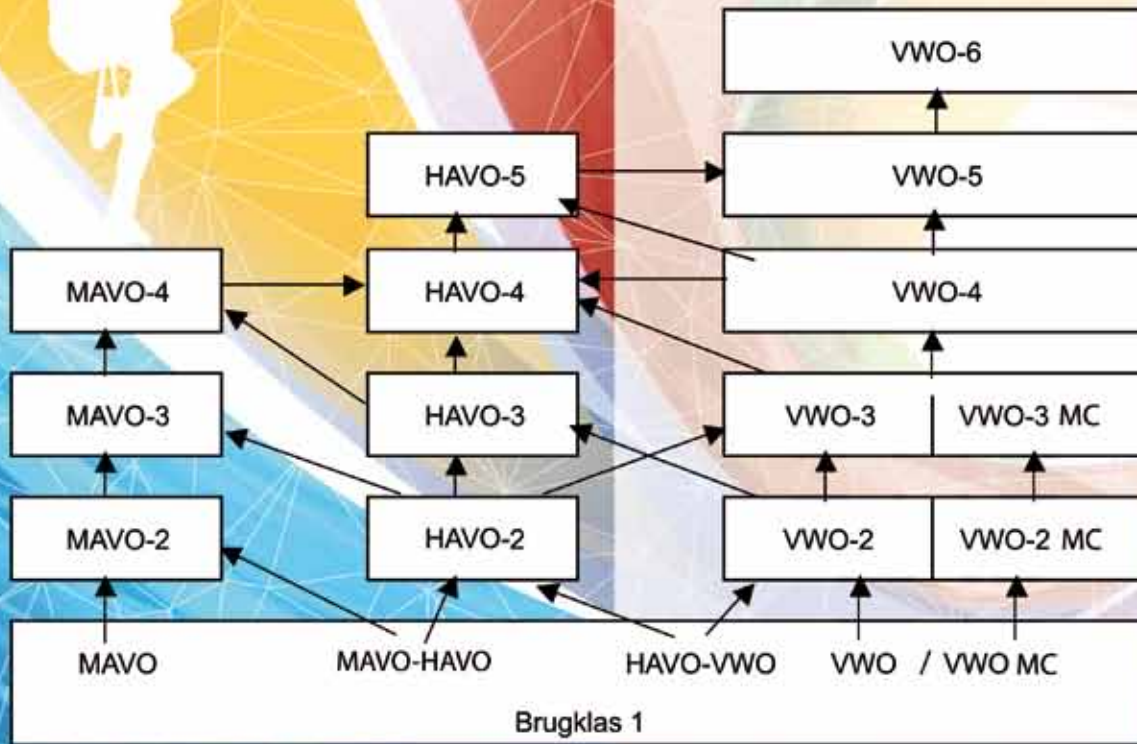 VWO-6
HAVO-5 VWO-5
MAVO-4 HAVO-4 VWO-4
MAVO-3 HAVO-3 VWO-3 VWO-3 MC
MAVO-2 HAVO-2 VWO-2 VWO-2 MC
MAVO MAVO-HAVO HAVO-VWO VWO / VWO MC
Brugklas 1